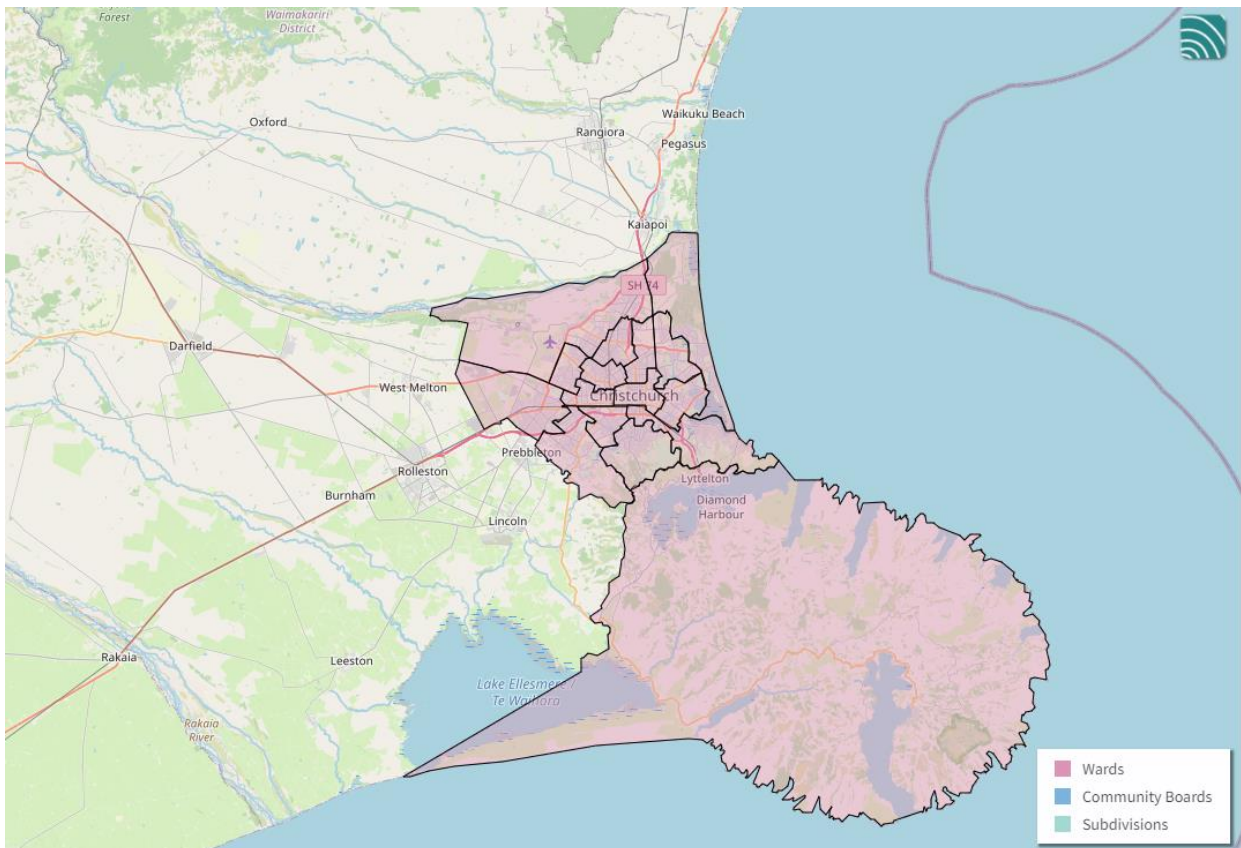 Forest
Waimakariri
District
Oxford
Rangiora
Waikuku Beach
Pegasus
Kaiapoi
SH 74
Darfield
West Melton
Christchurch
Rolleston
Prebbleton
Lyttelton
Burnham
Diamond
Harbour
Lincoln
Rakaia
Leeston
Lake Ellesmere /
Te Waihora
Rakaia
River
Wards
Community Boards
Subdivisions